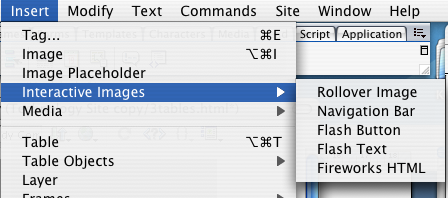 Insert Modify Text Commands Site Window
Script Application
Tag... ⌘E
Image ⌥⌘I
Image Placeholder
Interactive Images
Media
Table ⌥⌘T
Table Objects
Layer
Frames
Rollover Image
Navigation Bar
Flash Button
Flash Text
Fireworks HTML